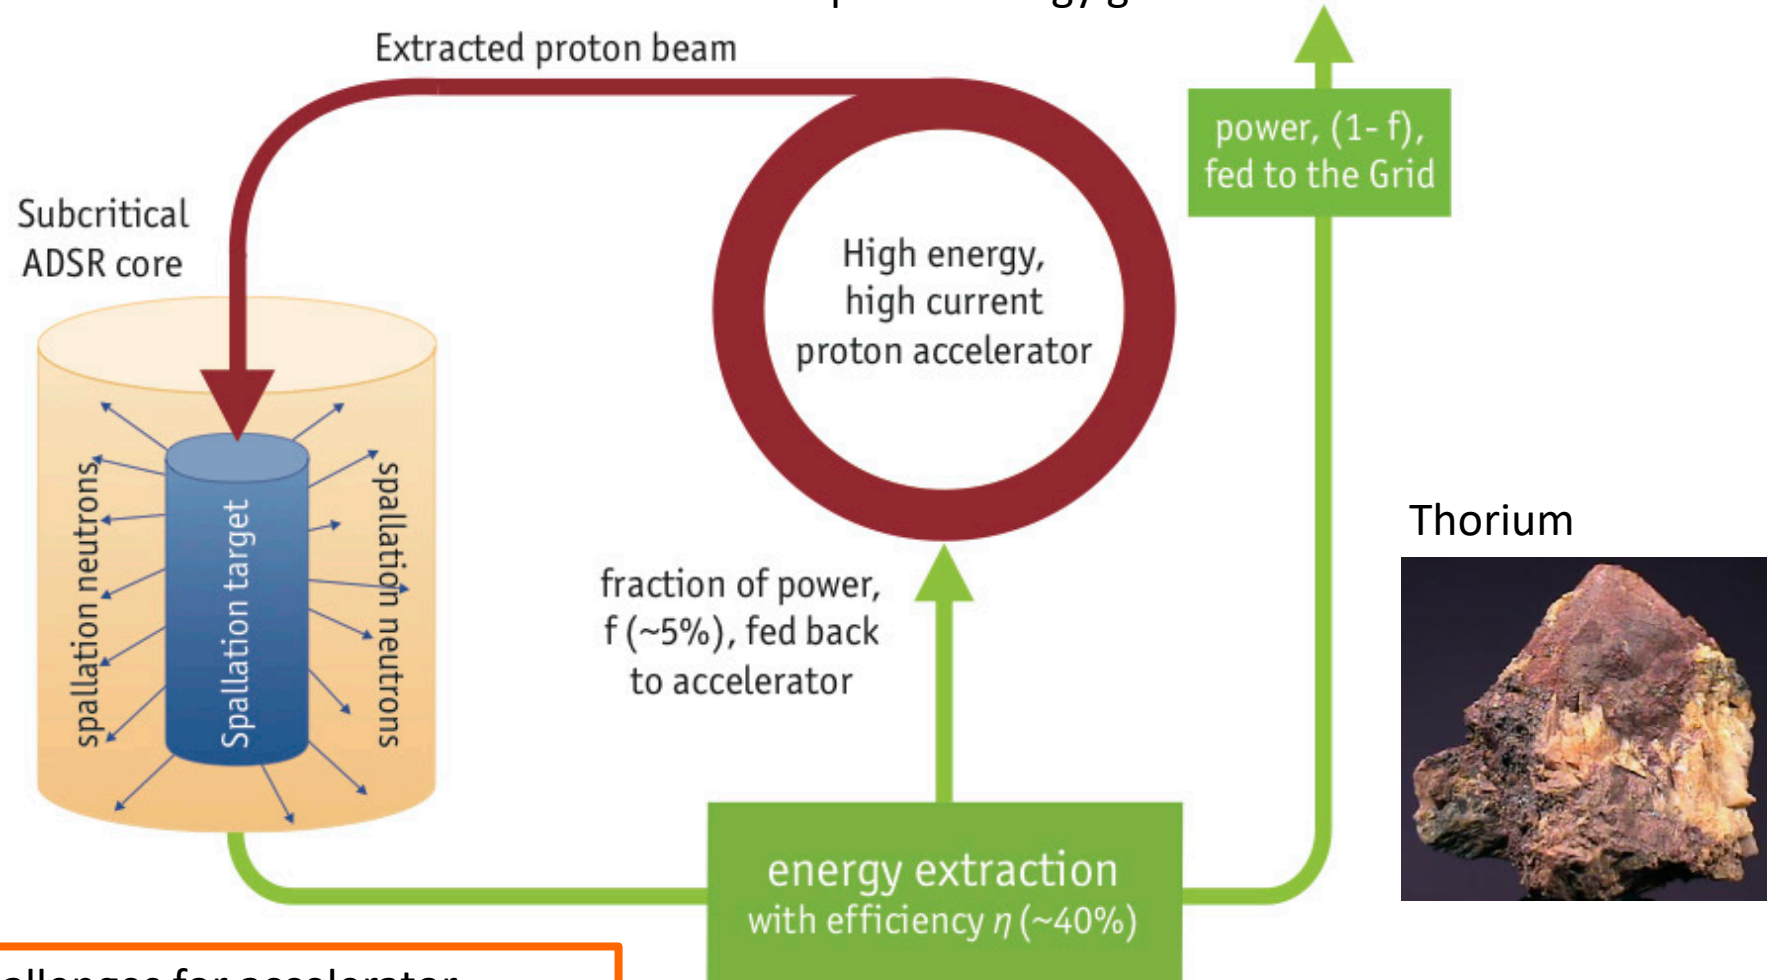 Extracted proton beam
power, (1- f),
fed to the Grid
Subcritical
ADSR core
High energy,
high current
proton accelerator
spallation neutrons
Spallation target
spallation neutrons
Thorium
fraction of power,
f (~5%), fed back
to accelerator
energy extraction
with efficiency η (~40%)
for accelerator